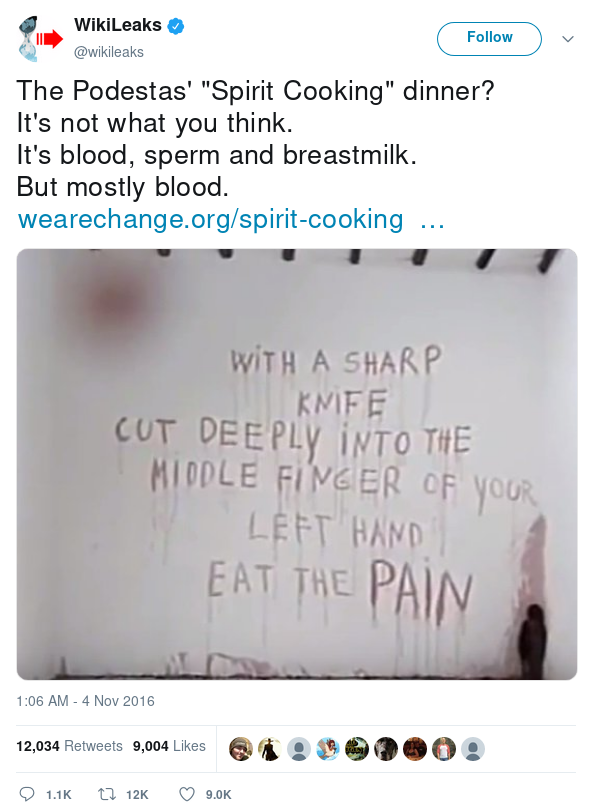 WikiLeaks
@wikileaks
Follow
The Podestas' "Spirit Cooking" dinner?
It's not what you think.
It's blood, sperm and breastmilk.
But mostly blood.
wearechange.org/spirit-cooking …
WiTH A SHARP
KNIFE
CUT DEEPLY iNTO THE
MIDDLE FINGER OF YOUR
LEFT HAND
EAT THE PAiN
1:06 AM - 4 Nov 2016
12,034 Retweets 9,004 Likes
1.1K 12K 9.0K